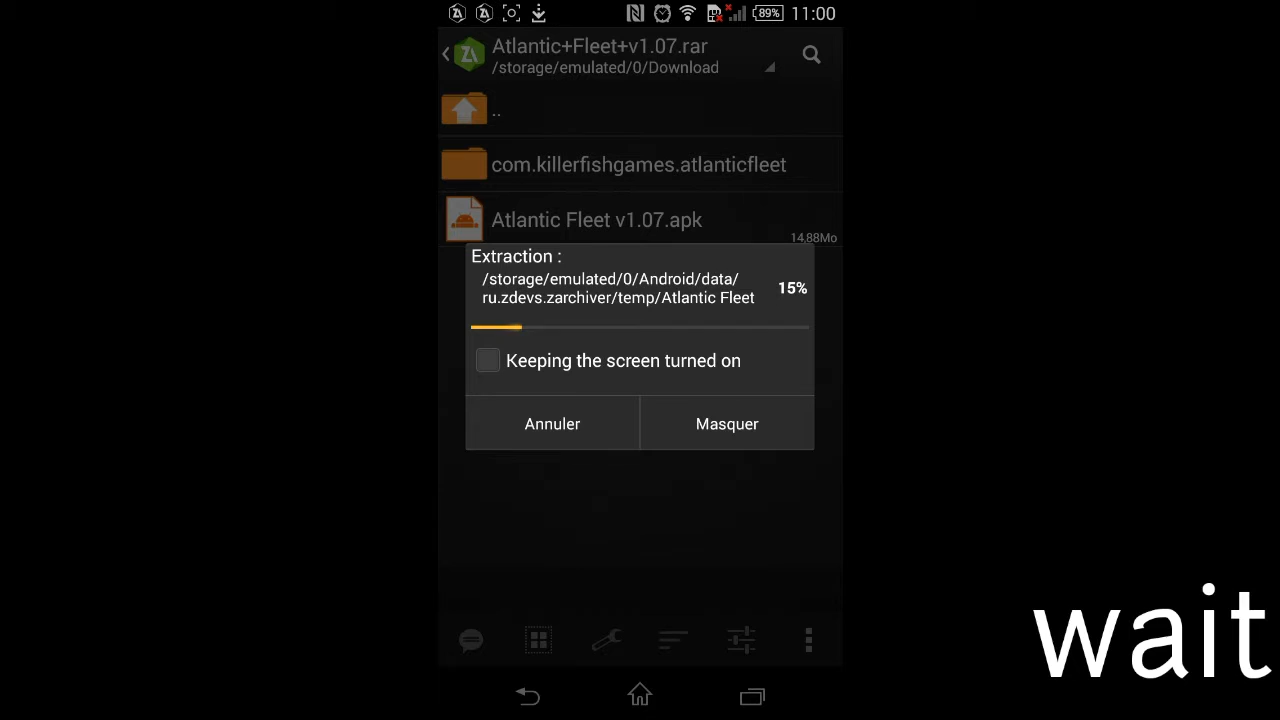 89% 11:00
Atlantic+Fleet+v1.07.rar
/storage/emulated/0/Download
..
com.killerfishgames.atlanticfleet
Atlantic Fleet v1.07.apk
14.88Mo
Extraction :
/storage/emulated/0/Android/data/
ru.zdevs.zarchiver/temp/Atlantic Fleet
15%
Keeping the screen turned on
Annuler Masquer
wait